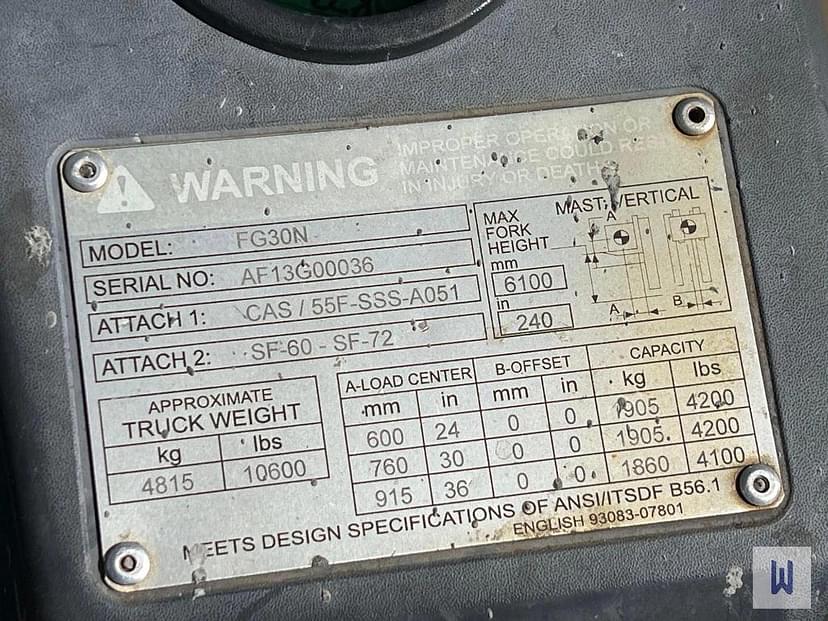 WARNING
IMPROPER OPERATION OR
MAINTENANCE COULD RESULT
IN INJURY OR DEATH
MODEL: FG30N
SERIAL NO: AF13G00036
ATTACH 1: CAS / 55F-SSS-A051
ATTACH 2: SF-60 - SF-72
MAX
FORK
HEIGHT
mm
6100
in
240
MAST: VERTICAL
A
A
B
APPROXIMATE
TRUCK WEIGHT
kg lbs
4815 10600
A-LOAD CENTER B-OFFSET CAPACITY
mm in mm in kg lbs
600 24 0 0 1905 4200
760 30 0 0 1905 4200
915 36 0 0 1860 4100
MEETS DESIGN SPECIFICATIONS OF ANSI/ITSDF B56.1
ENGLISH 93083-07801
W